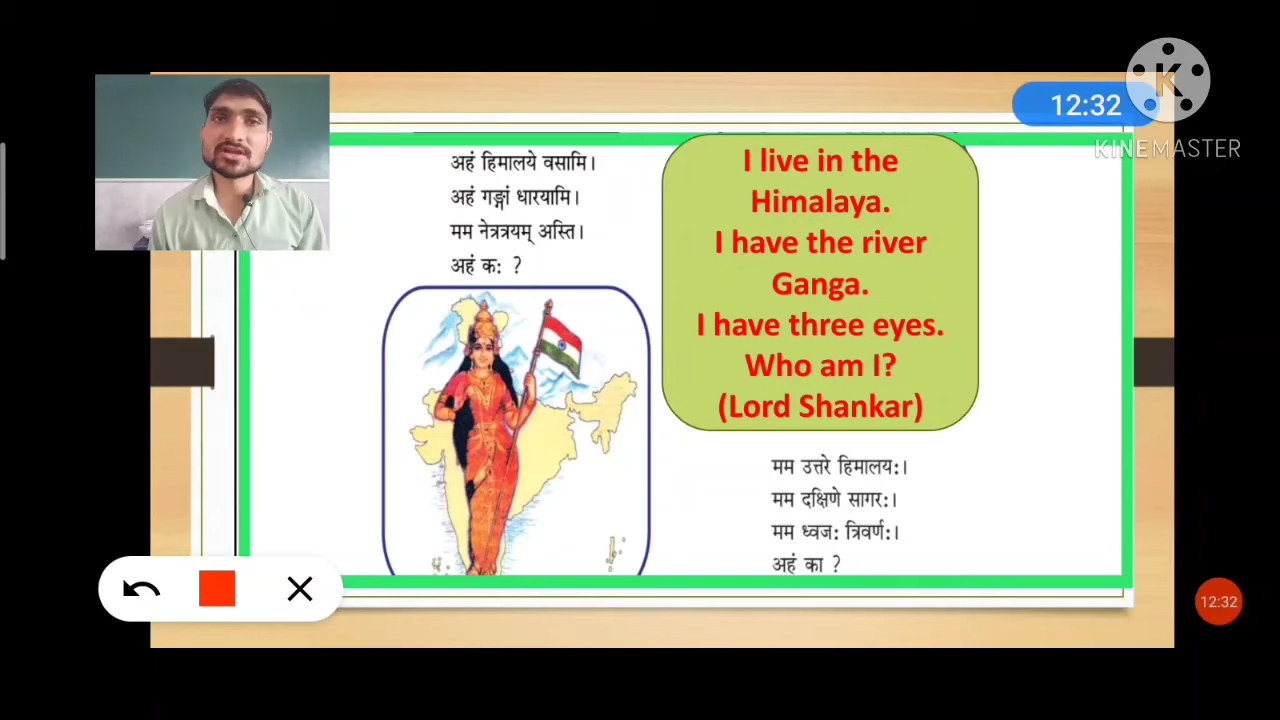 12:32
K
KINEMASTER
अहं हिमालये वसामि।
अहं गङ्गां धारयामि।
मम नेत्रत्रयम् अस्ति।
अहं कः ?
I live in the
Himalaya.
I have the river
Ganga.
I have three eyes.
Who am I?
(Lord Shankar)
मम उत्तरे हिमालयः।
मम दक्षिणे सागरः।
मम ध्वजः त्रिवर्णः।
अहं का ?
12:32